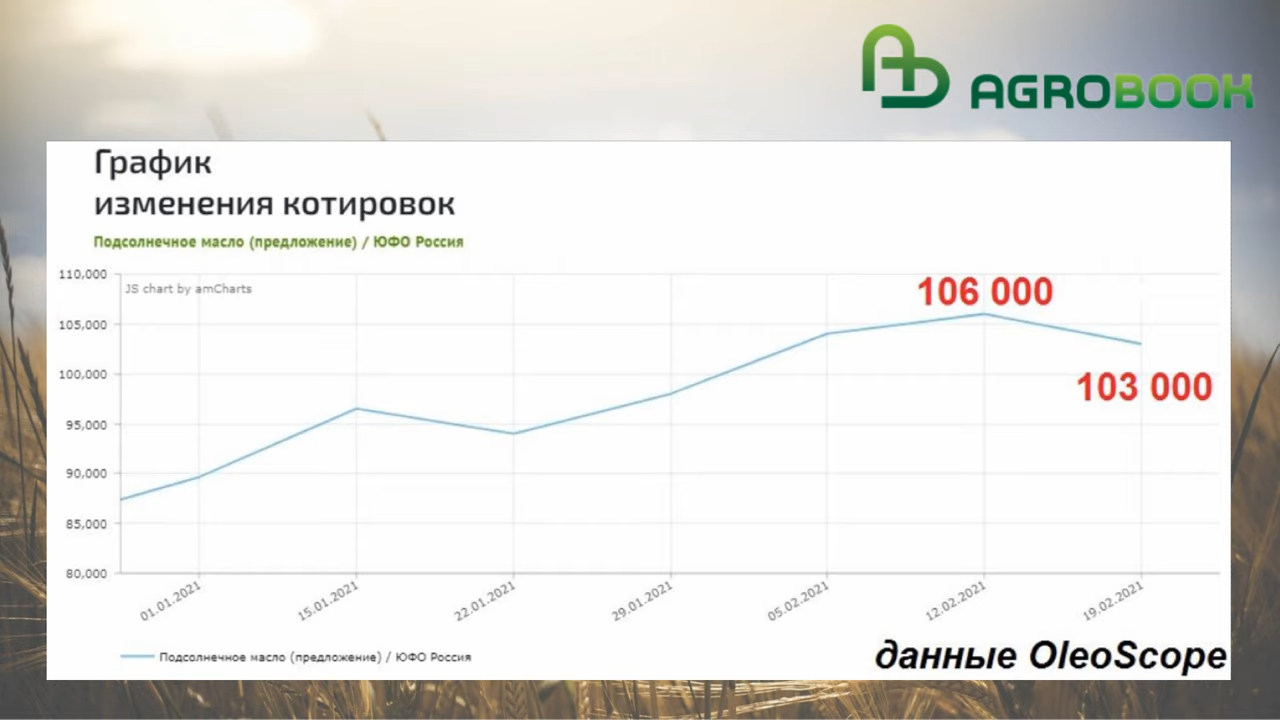 AGROBOOK
График
изменения котировок
Подсолнечное масло (предложение) / ЮФО Россия
110,000
JS chart by amCharts
106 000
105,000
100,000
103 000
95,000
90,000
85,000
80,000
01.01.2021
15.01.2021
22.01.2021
29.01.2021
05.02.2021
12.02.2021
19.02.2021
Подсолнечное масло (предложение) / ЮФО Россия
данные OleoScope